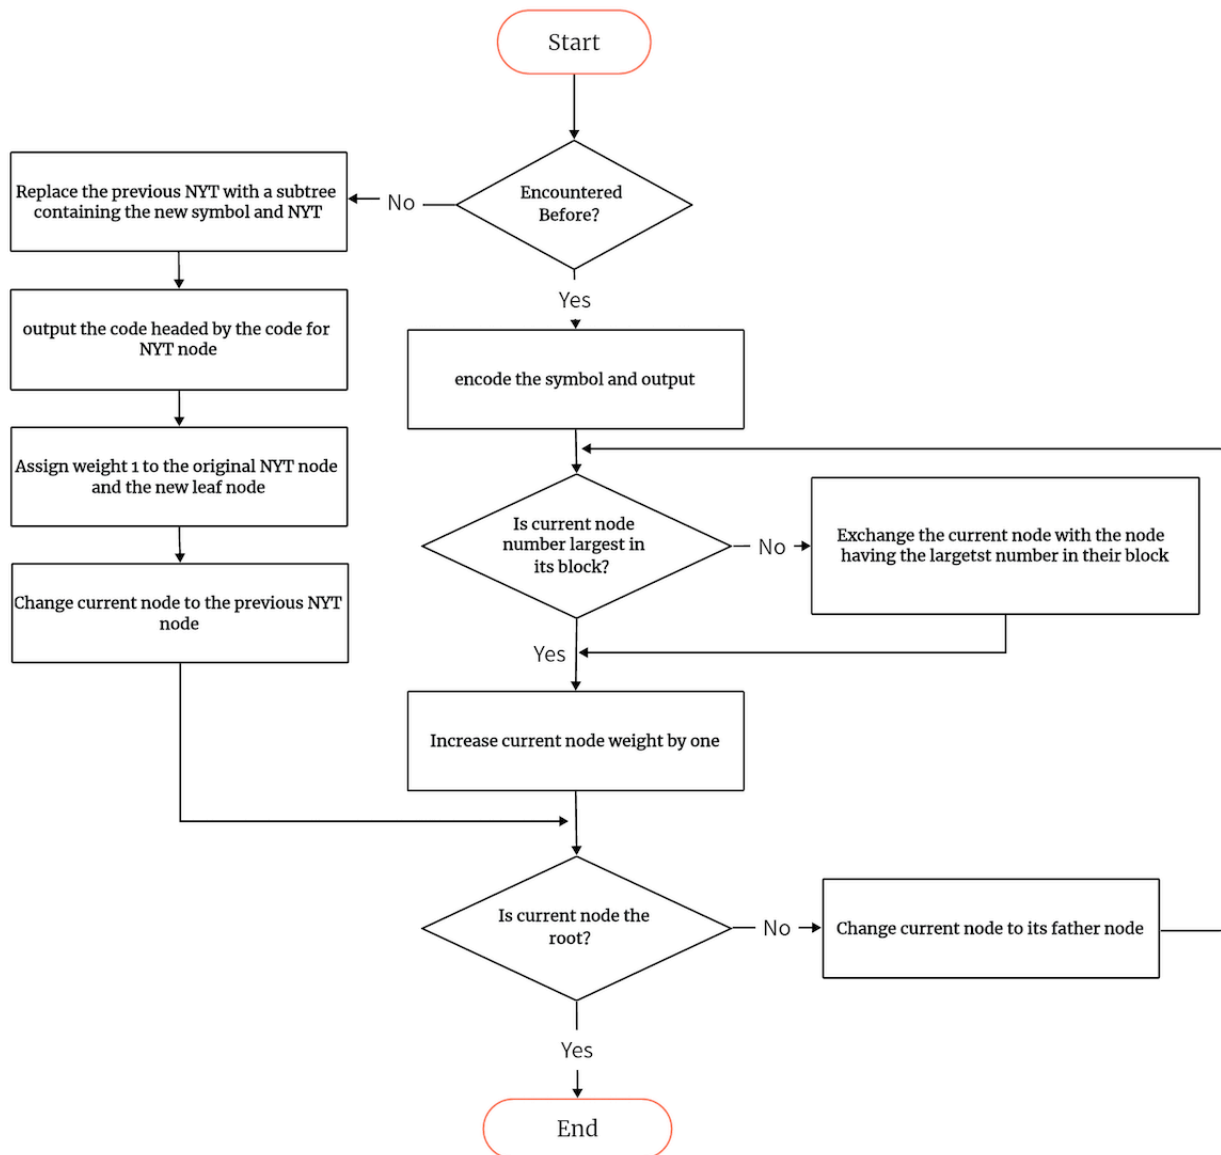 Start
Encountered
Before?
No
Replace the previous NYT with a subtree
containing the new symbol and NYT
output the code headed by the code for
NYT node
Assign weight 1 to the original NYT node
and the new leaf node
Change current node to the previous NYT
node
Yes
encode the symbol and output
Is current node
number largest in
its block?
No
Exchange the current node with the node
having the largetst number in their block
Yes
Increase current node weight by one
Is current node the
root?
No
Change current node to its father node
Yes
End